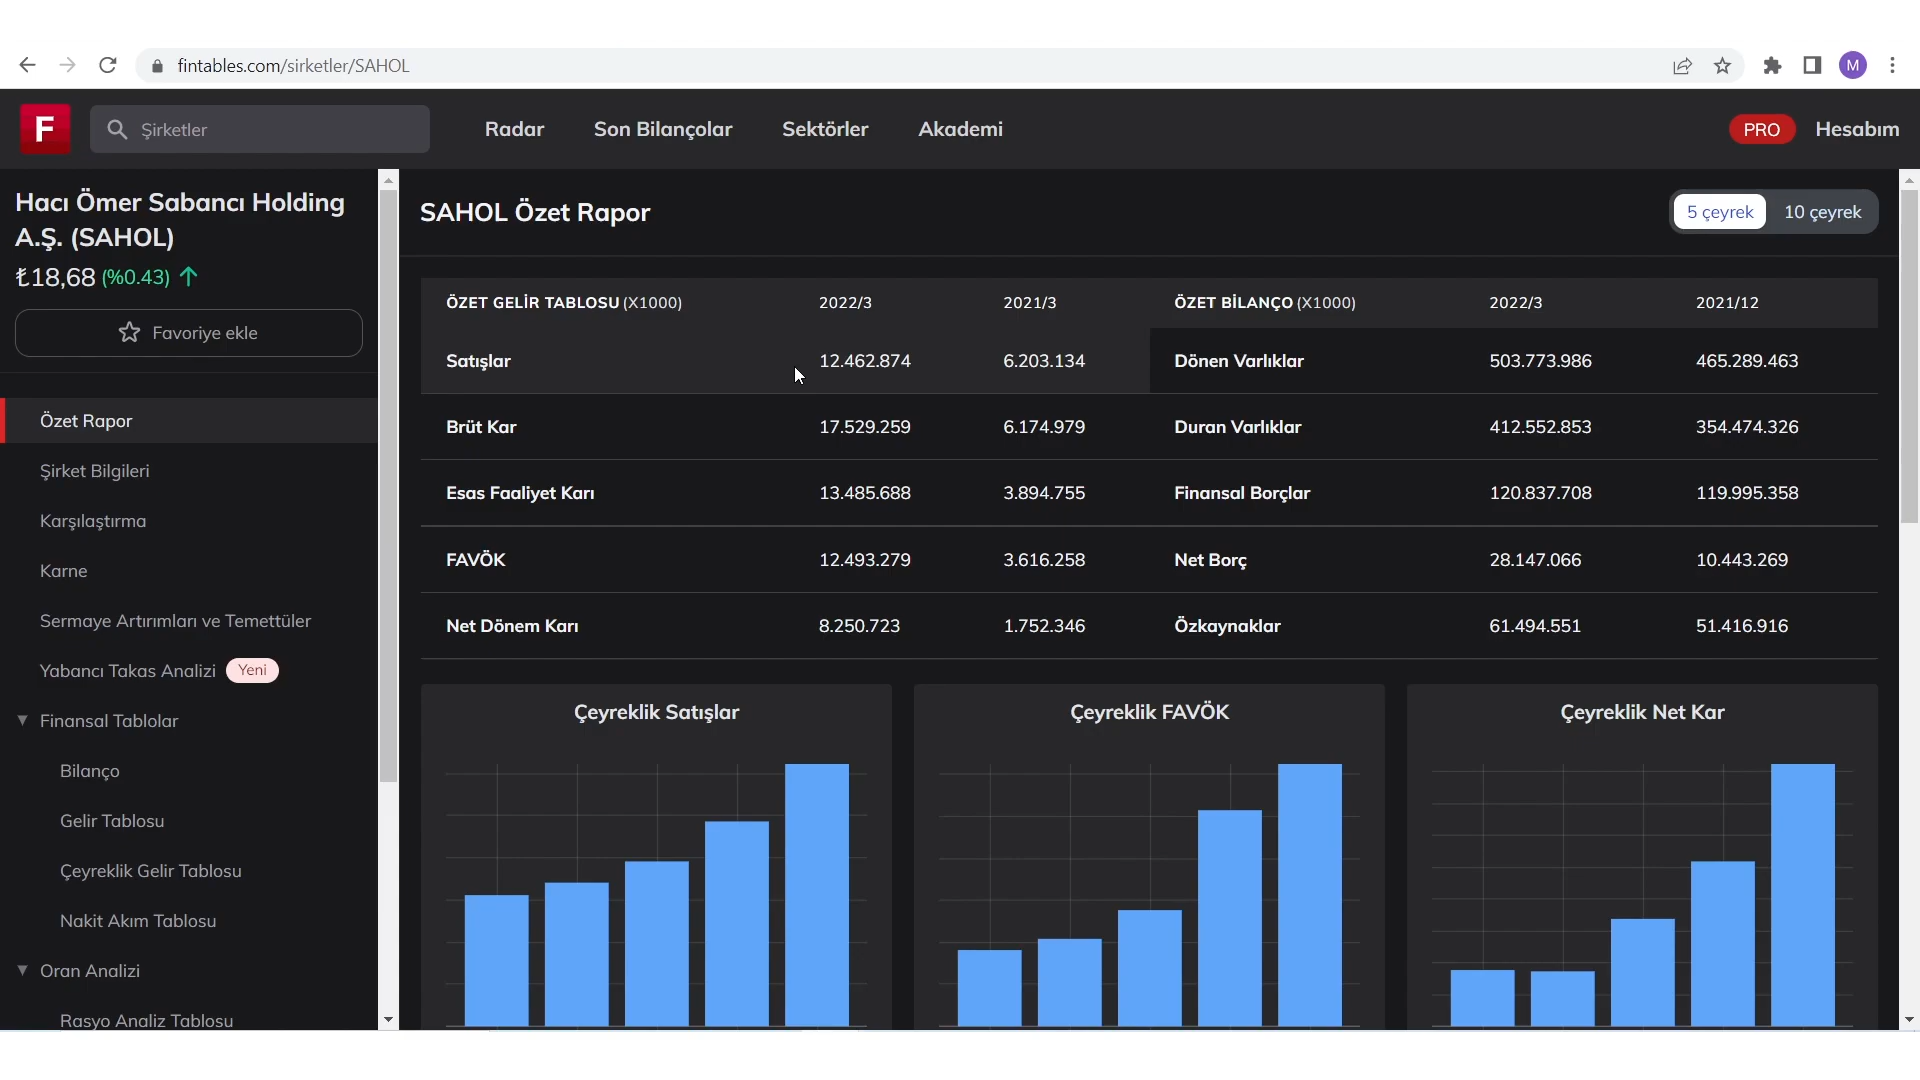 fintables.com/sirketler/SAHOL
M
F
Şirketler
Radar
Son Bilançolar
Sektörler
Akademi
PRO
Hesabım
Hacı Ömer Sabancı Holding
A.Ş. (SAHOL)
₺18,68 (%0.43)
Favoriye ekle
Özet Rapor
Şirket Bilgileri
Karşılaştırma
Karne
Sermaye Artırımları ve Temettüler
Yabancı Takas Analizi Yeni
Finansal Tablolar
Bilanço
Gelir Tablosu
Çeyreklik Gelir Tablosu
Nakit Akım Tablosu
Oran Analizi
Rasyo Analiz Tablosu
SAHOL Özet Rapor
5 çeyrek
10 çeyrek
ÖZET GELİR TABLOSU (X1000) 2022/3 2021/3 ÖZET BİLANÇO (X1000) 2022/3 2021/12
Satışlar 12.462.874 6.203.134 Dönen Varlıklar 503.773.986 465.289.463
Brüt Kar 17.529.259 6.174.979 Duran Varlıklar 412.552.853 354.474.326
Esas Faaliyet Karı 13.485.688 3.894.755 Finansal Borçlar 120.837.708 119.995.358
FAVÖK 12.493.279 3.616.258 Net Borç 28.147.066 10.443.269
Net Dönem Karı 8.250.723 1.752.346 Özkaynaklar 61.494.551 51.416.916
Çeyreklik Satışlar
Çeyreklik FAVÖK
Çeyreklik Net Kar